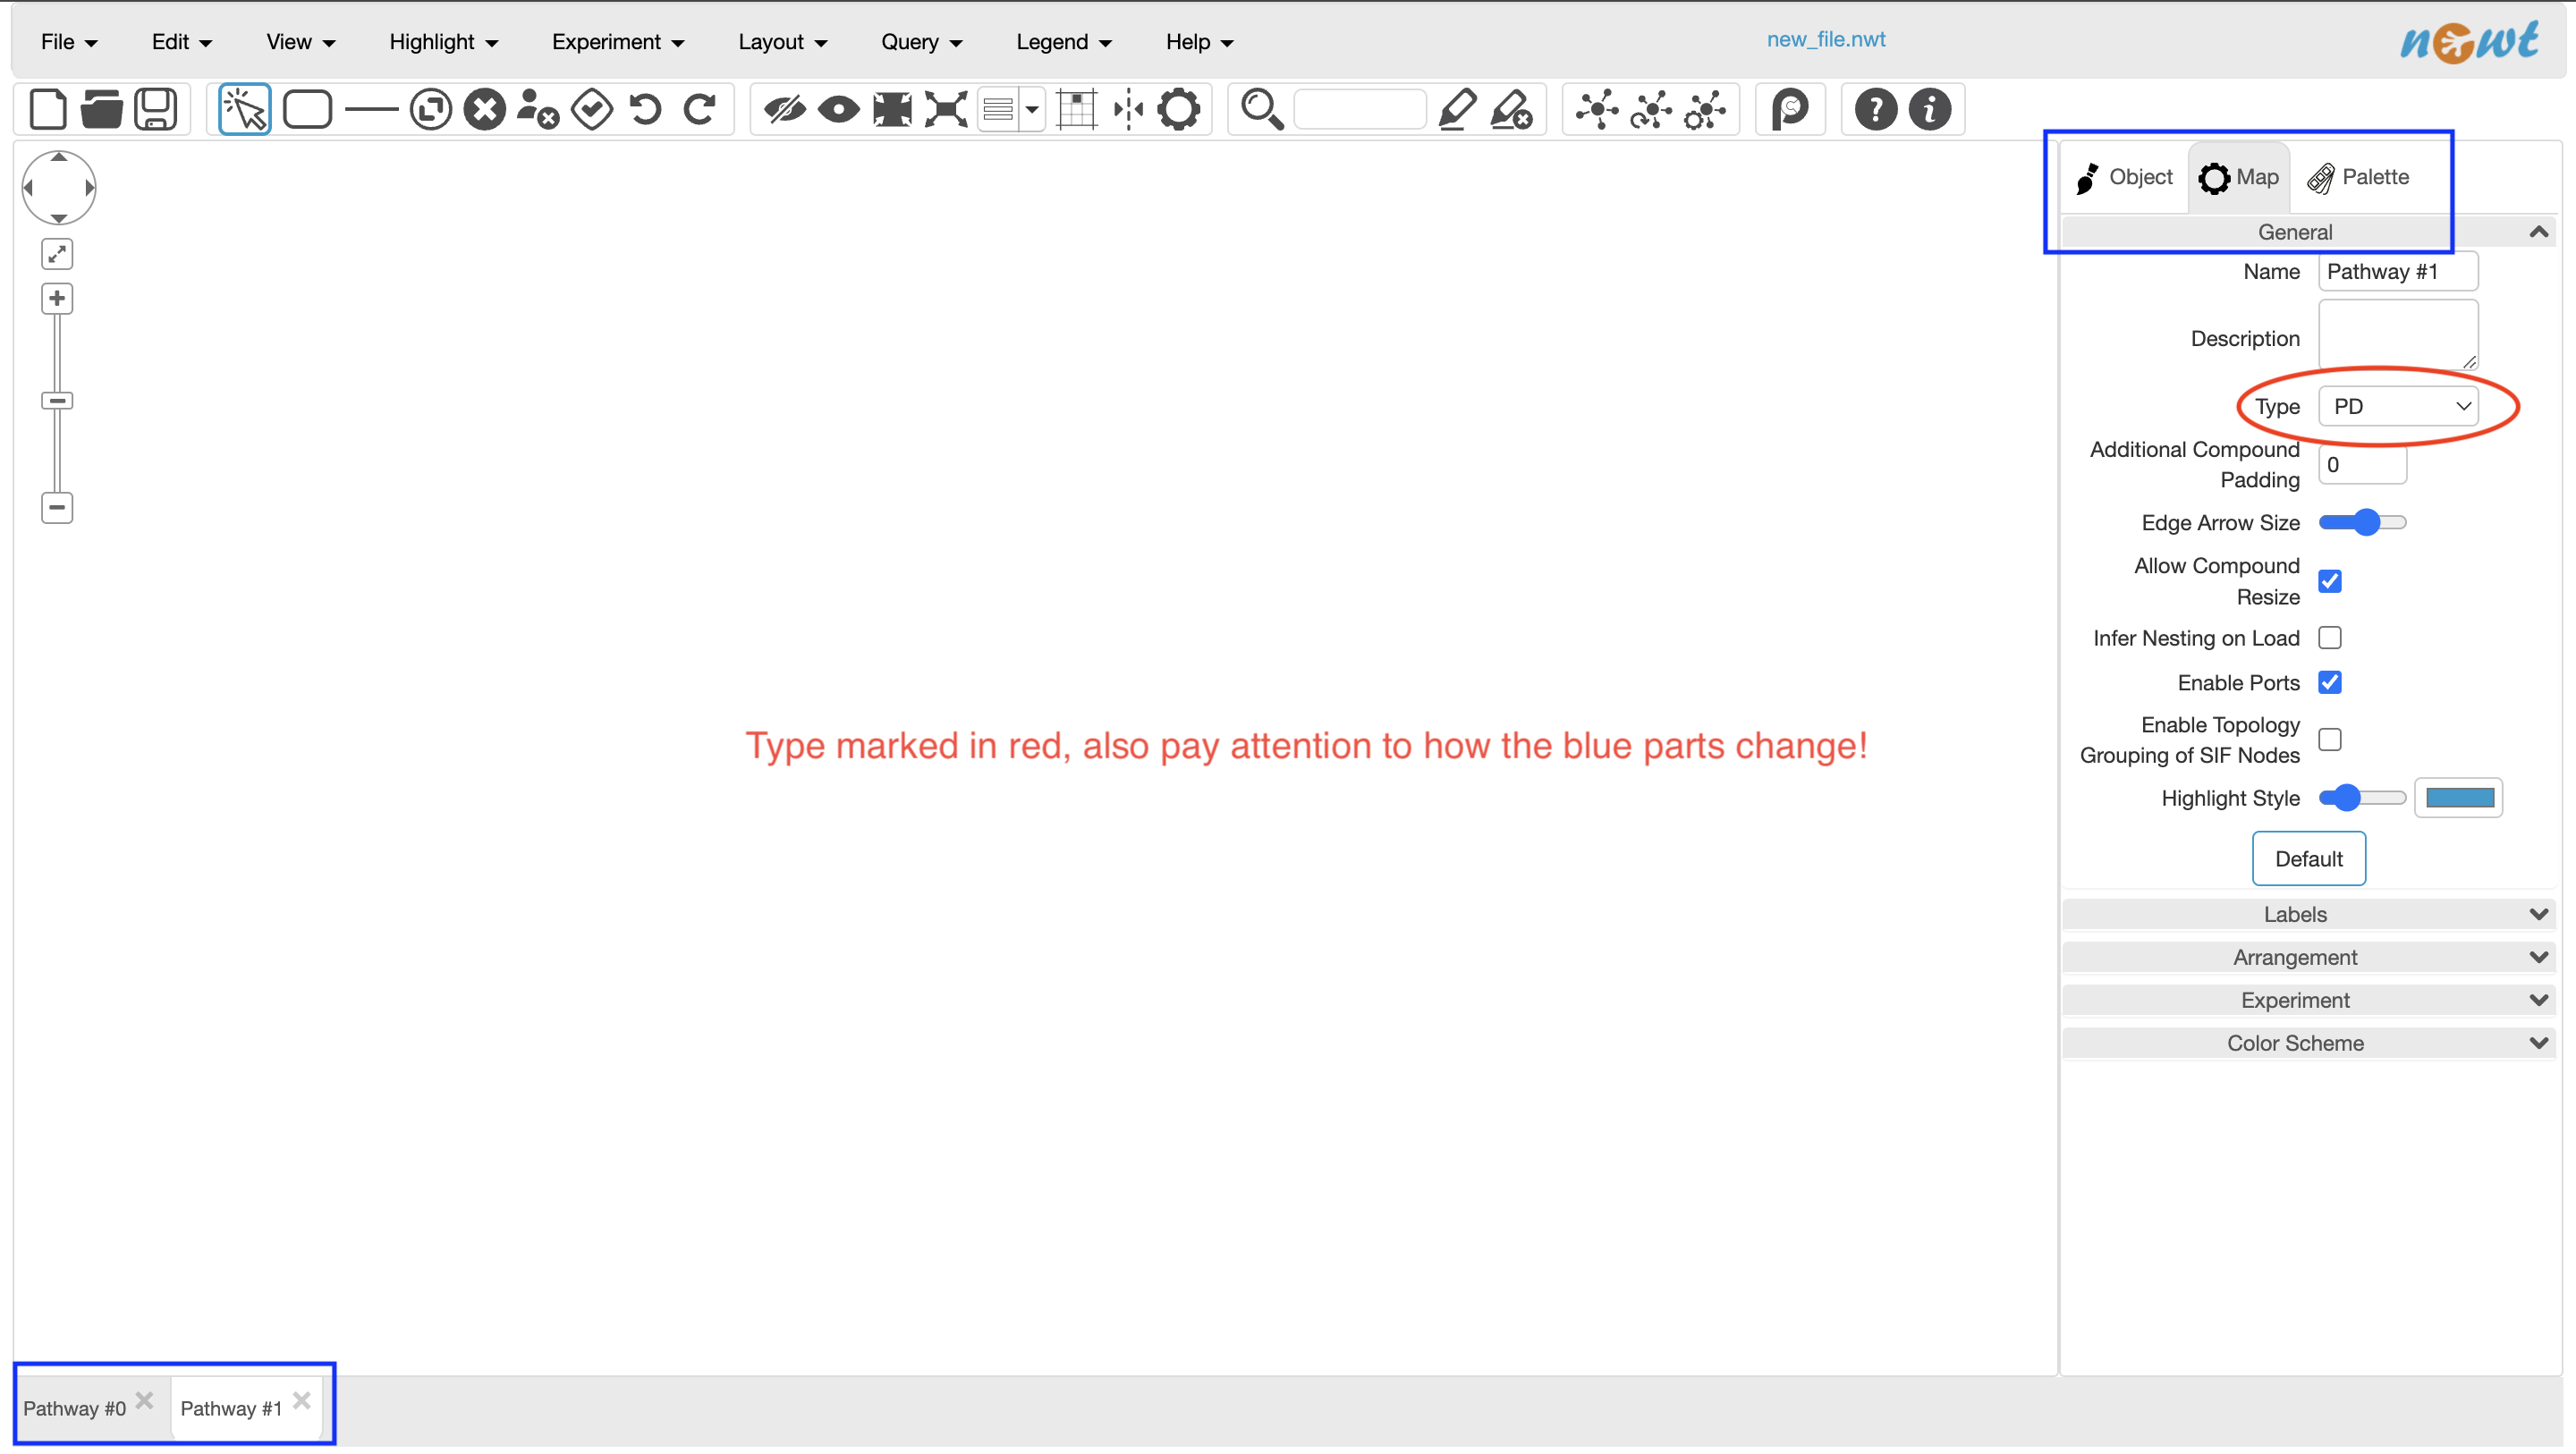 File Edit View Highlight Experiment Layout Query Legend Help new_file.nwt newt
Object Map Palette
General
Name Pathway #1
Description
Type PD
Additional Compound
Padding 0
Edge Arrow Size
Allow Compound
Resize
Infer Nesting on Load
Enable Ports
Enable Topology
Grouping of SIF Nodes
Highlight Style
Default
Labels
Arrangement
Experiment
Color Scheme
Type marked in red, also pay attention to how the blue parts change!
Pathway #0 Pathway #1